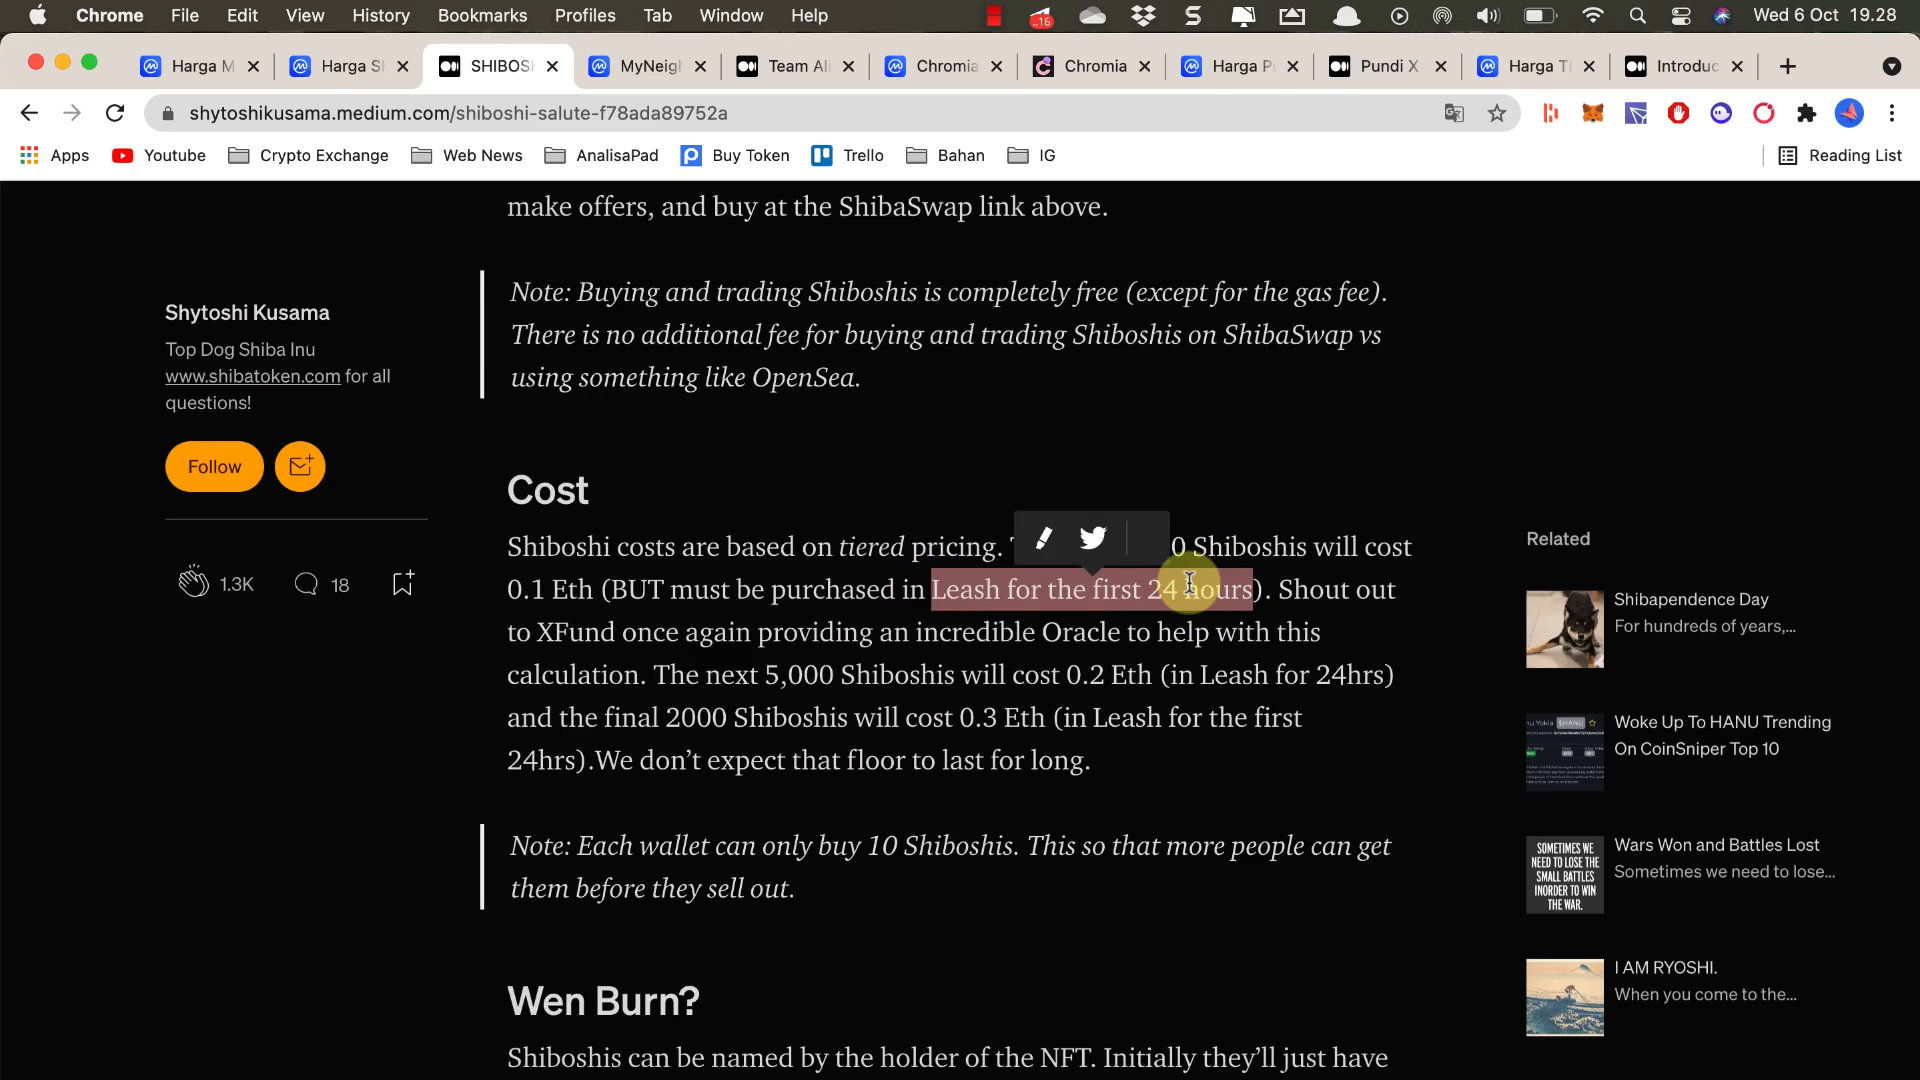 Chrome File Edit View History Bookmarks Profiles Tab Window Help
..16
Wed 6 Oct 19.28
Harga M
Harga S
SHIBOS
MyNeig
Team Al
Chromia
Chromia
Harga P
Pundi X
Harga T
Introduc
shytoshikusama.medium.com/shiboshi-salute-f78ada89752a
Apps Youtube Crypto Exchange Web News AnalisaPad Buy Token Trello Bahan IG Reading List
make offers, and buy at the ShibaSwap link above.
Note: Buying and trading Shiboshis is completely free (except for the gas fee).
There is no additional fee for buying and trading Shiboshis on ShibaSwap vs
using something like OpenSea.
Shytoshi Kusama
Top Dog Shiba Inu
www.shibatoken.com for all
questions!
Follow
1.3K 18
Cost
Shiboshi costs are based on tiered pricing. 0 Shiboshis will cost
0.1 Eth (BUT must be purchased in Leash for the first 24 hours). Shout out
to XFund once again providing an incredible Oracle to help with this
calculation. The next 5,000 Shiboshis will cost 0.2 Eth (in Leash for 24hrs)
and the final 2000 Shiboshis will cost 0.3 Eth (in Leash for the first
24hrs).We don’t expect that floor to last for long.
Note: Each wallet can only buy 10 Shiboshis. This so that more people can get
them before they sell out.
Wen Burn?
Shiboshis can be named by the holder of the NFT. Initially they’ll just have
Related
Shibapendence Day
For hundreds of years,...
Woke Up To HANU Trending
On CoinSniper Top 10
SOMETIMES WE
NEED TO LOSE THE
SMALL BATTLES
INORDER TO WIN
THE WAR.
Wars Won and Battles Lost
Sometimes we need to lose...
I AM RYOSHI.
When you come to the...